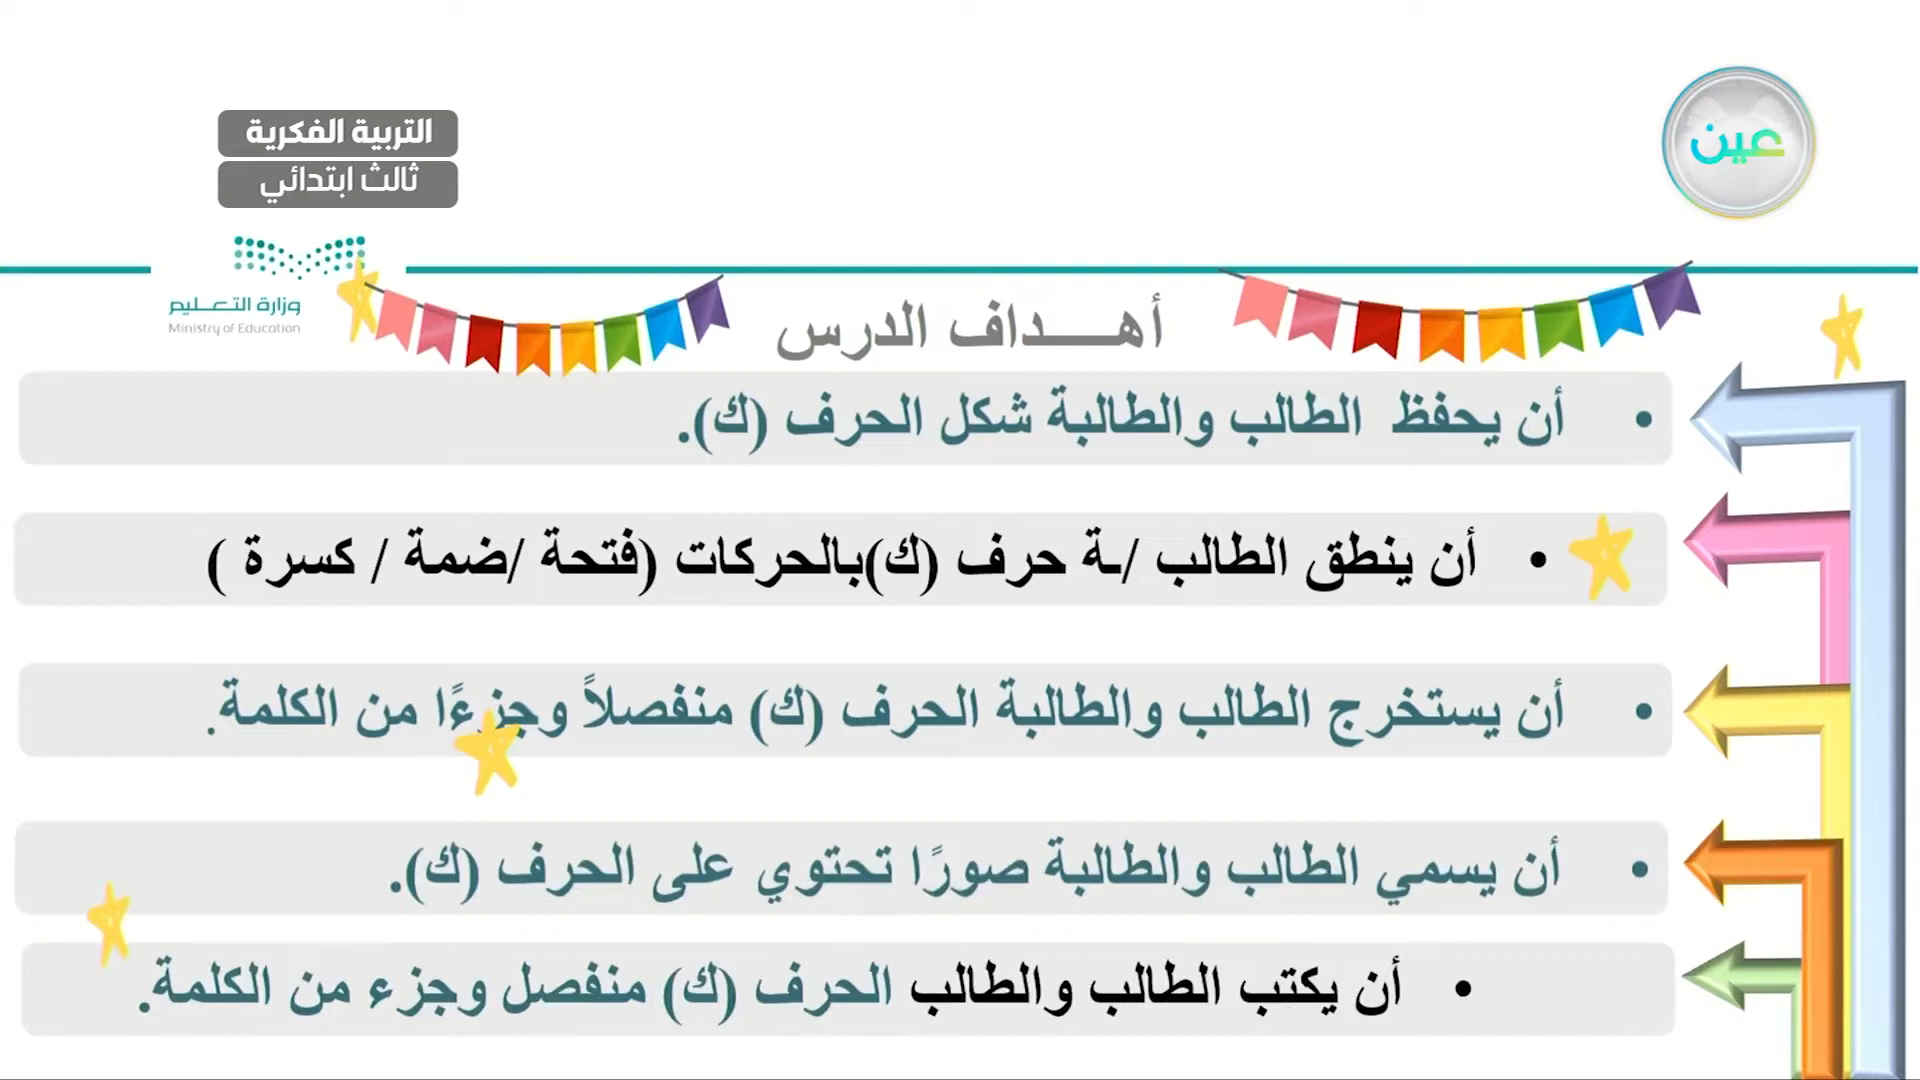 التربية الفكرية
ثالث ابتدائي
عين
وزارة التعليم
Ministry of Education
أهـــداف الدرس
• أن يحفظ الطالب والطالبة شكل الحرف (ك).
• أن ينطق الطالب /ـة حرف (ك)بالحركات (فتحة /ضمة / كسرة )
• أن يستخرج الطالب والطالبة الحرف (ك) منفصلاً وجزءًا من الكلمة.
• أن يسمي الطالب والطالبة صورًا تحتوي على الحرف (ك).
• أن يكتب الطالب والطالب الحرف (ك) منفصل وجزء من الكلمة.